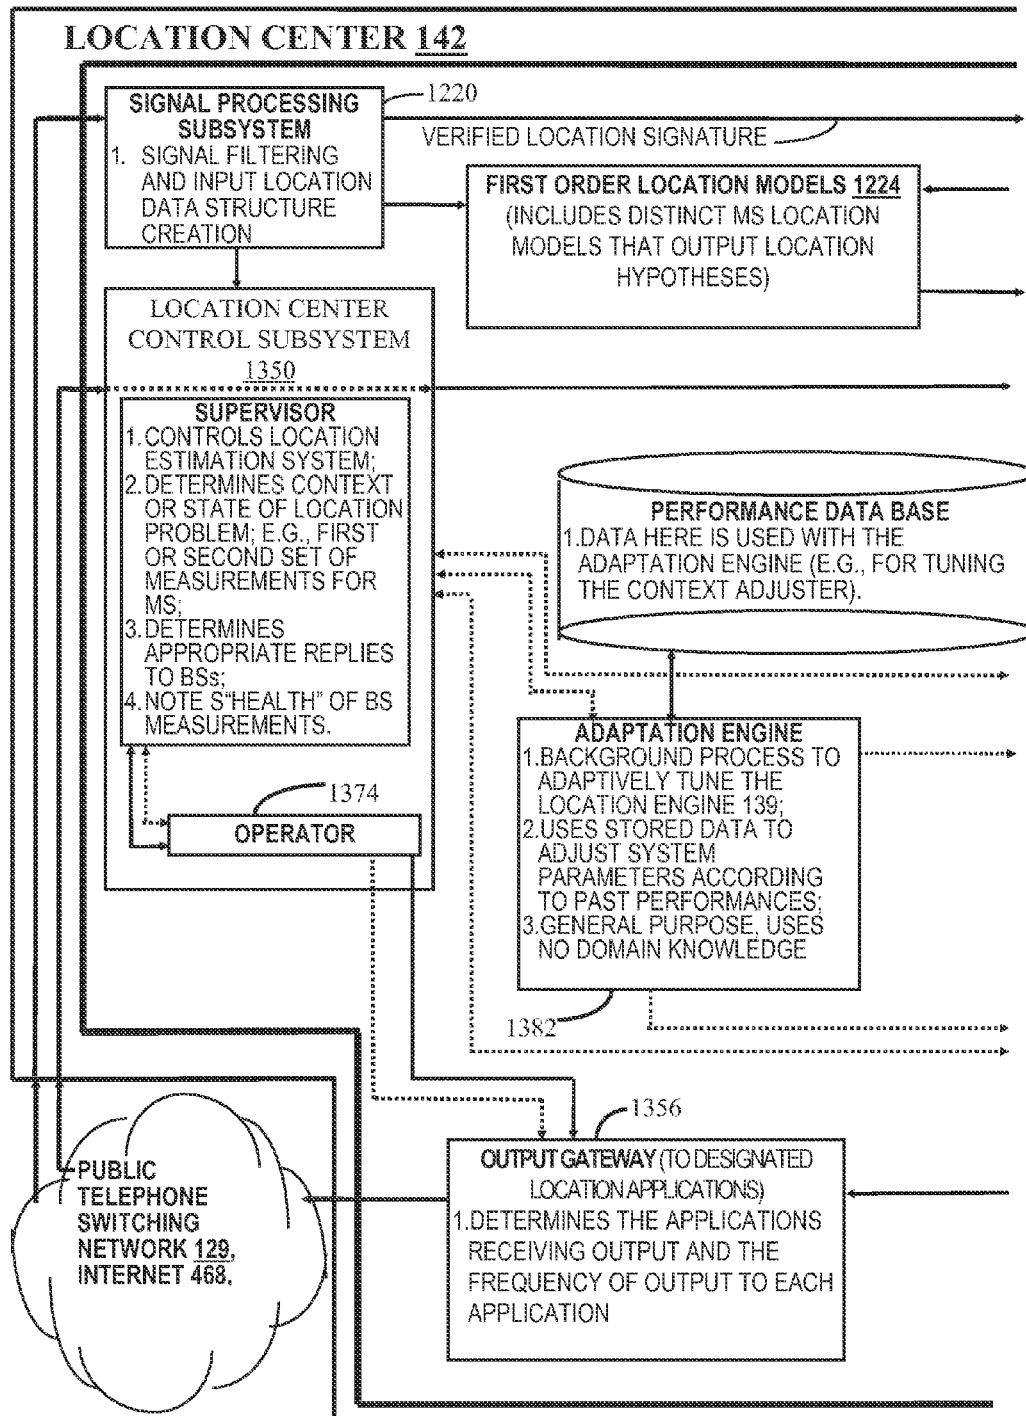 LOCATION CENTER 142
SIGNAL PROCESSING
SUBSYSTEM
1. SIGNAL FILTERING
AND INPUT LOCATION
DATA STRUCTURE
CREATION
1220
VERIFIED LOCATION SIGNATURE
FIRST ORDER LOCATION MODELS 1224
(INCLUDES DISTINCT MS LOCATION
MODELS THAT OUTPUT LOCATION
HYPOTHESES)
LOCATION CENTER
CONTROL SUBSYSTEM
1350
SUPERVISOR
1.CONTROLS LOCATION
ESTIMATION SYSTEM;
2.DETERMINES CONTEXT
OR STATE OF LOCATION
PROBLEM; E.G., FIRST
OR SECOND SET OF
MEASUREMENTS FOR
MS;
3.DETERMINES
APPROPRIATE REPLIES
TO BSs;
4.NOTE S"HEALTH" OF BS
MEASUREMENTS.
1374
OPERATOR
PERFORMANCE DATA BASE
1.DATA HERE IS USED WITH THE
ADAPTATION ENGINE (E.G., FOR TUNING
THE CONTEXT ADJUSTER).
ADAPTATION ENGINE
1.BACKGROUND PROCESS TO
ADAPTIVELY TUNE THE
LOCATION ENGINE 139;
2.USES STORED DATA TO
ADJUST SYSTEM
PARAMETERS ACCORDING
TO PAST PERFORMANCES;
3.GENERAL PURPOSE, USES
NO DOMAIN KNOWLEDGE
1382
1356
OUTPUT GATEWAY (TO DESIGNATED
LOCATION APPLICATIONS)
1.DETERMINES THE APPLICATIONS
RECEIVING OUTPUT AND THE
FREQUENCY OF OUTPUT TO EACH
APPLICATION
PUBLIC
TELEPHONE
SWITCHING
NETWORK 129,
INTERNET 468,